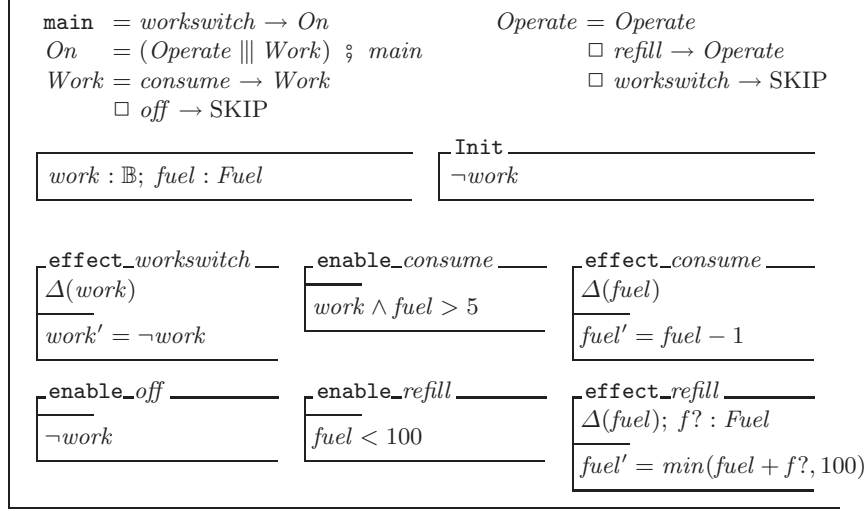 main = workswitch → On
On = (Operate ||| Work) ⨟ main
Work = consume → Work
□ off → SKIP
Operate = Operate
□ refill → Operate
□ workswitch → SKIP
work : 𝔹; fuel : Fuel
Init
¬work
effect_workswitch
Δ(work)
work′ = ¬work
enable_consume
work ∧ fuel > 5
effect_consume
Δ(fuel)
fuel′ = fuel − 1
enable_off
¬work
enable_refill
fuel < 100
effect_refill
Δ(fuel); f? : Fuel
fuel′ = min(fuel + f?, 100)